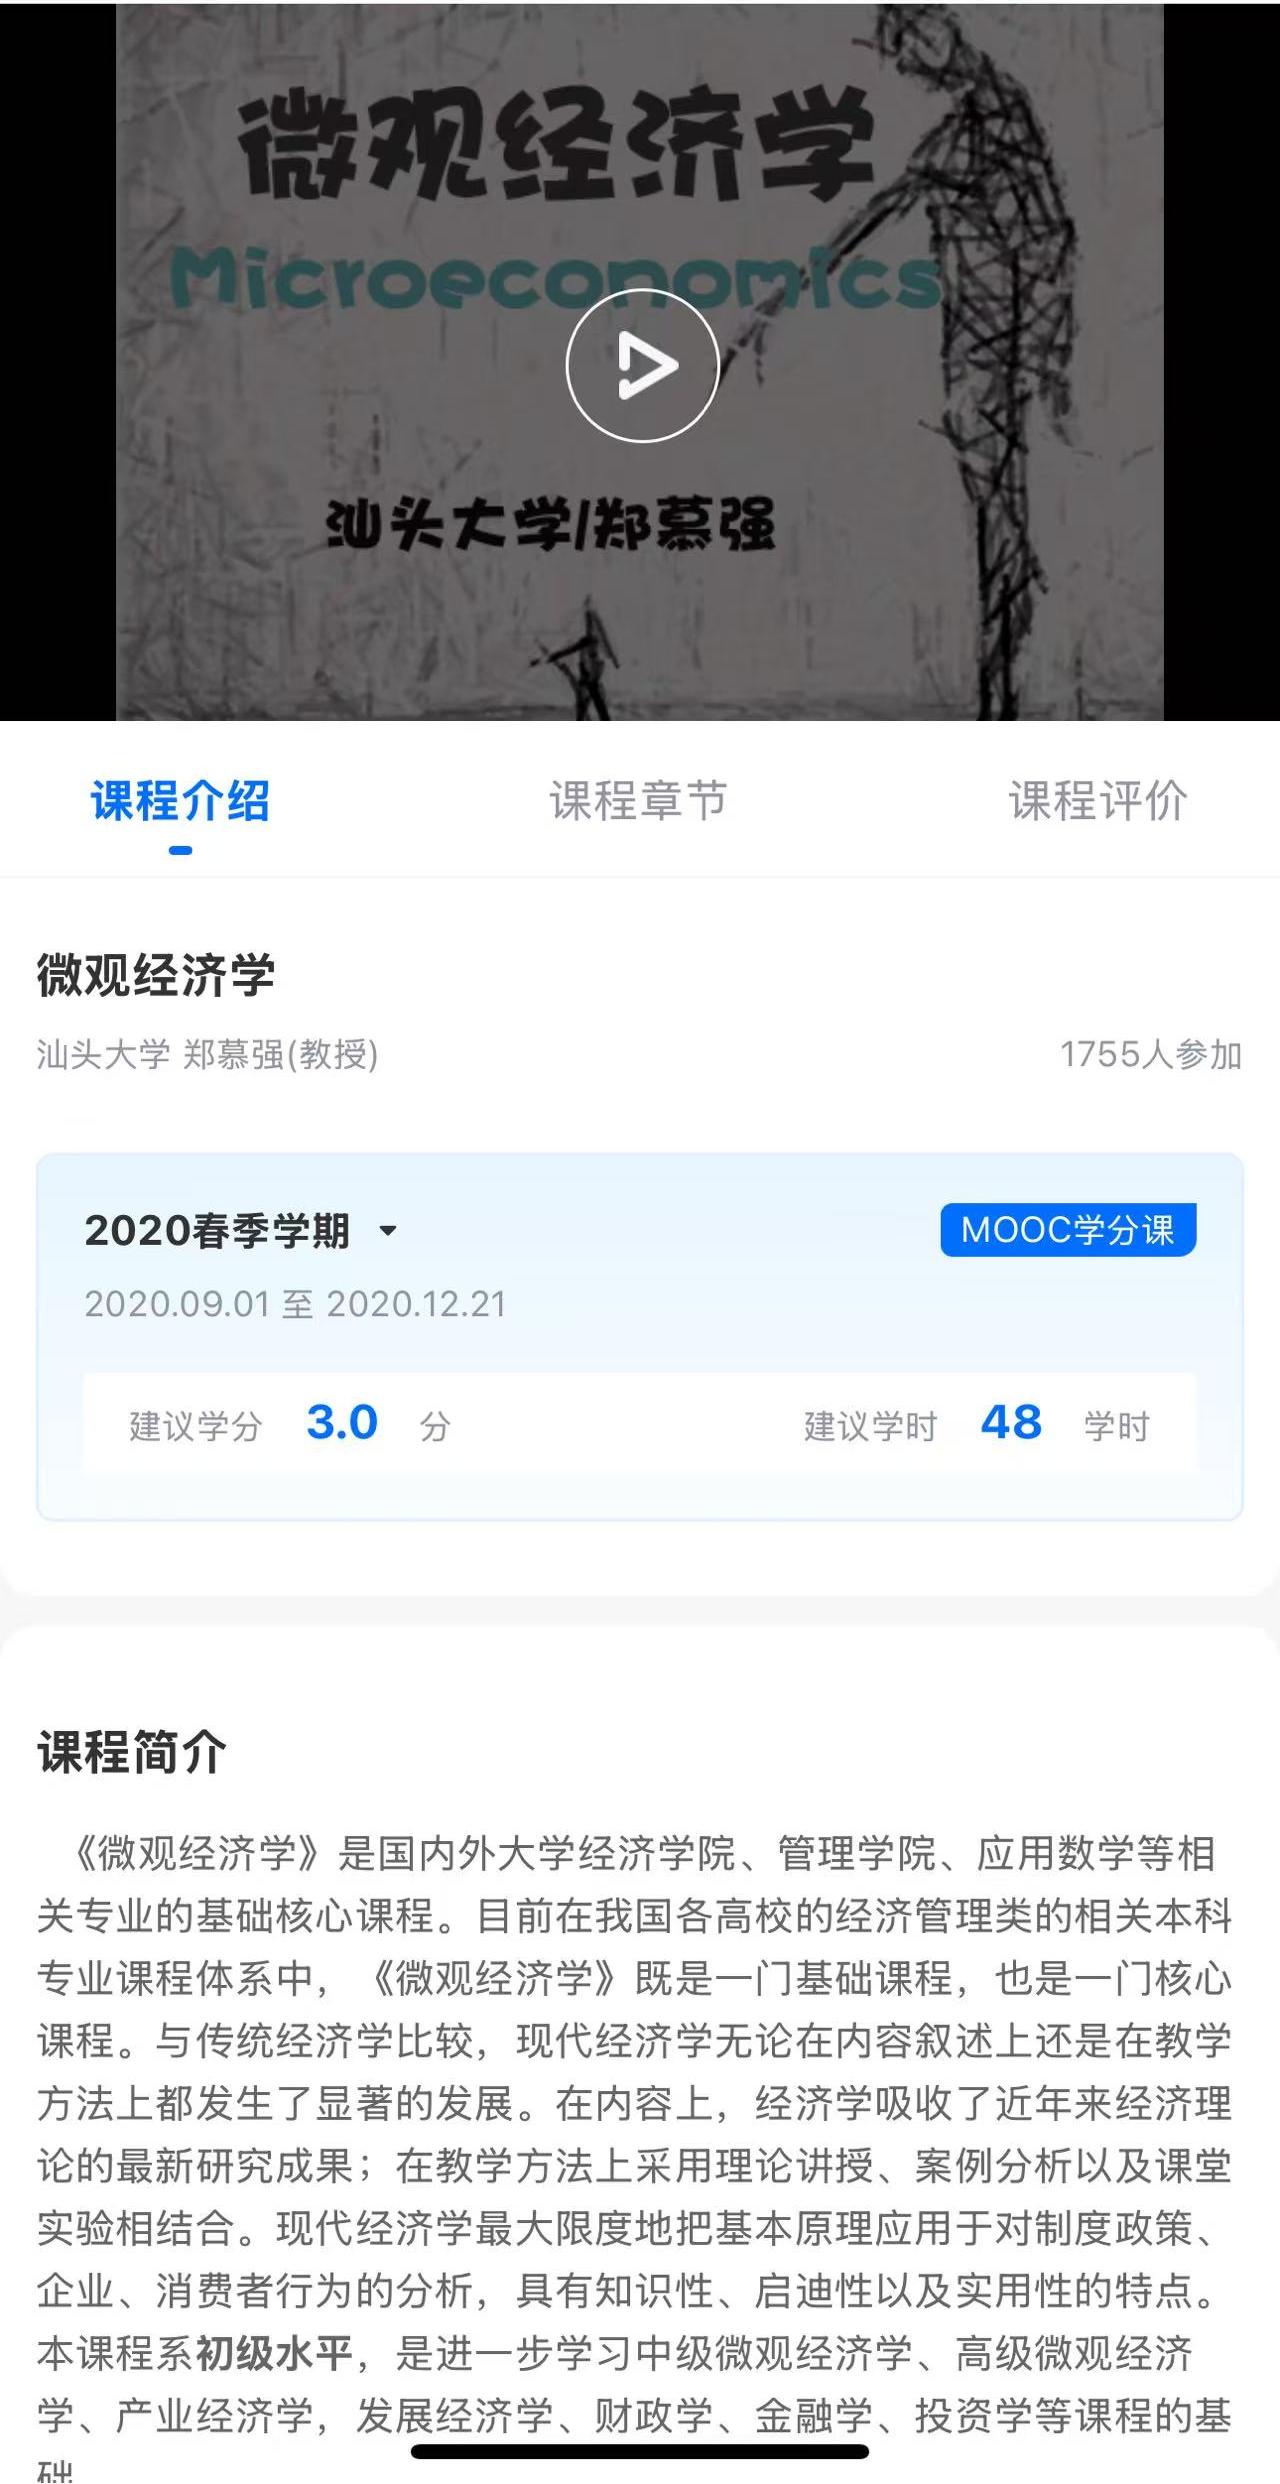 微观经济学
Microeconomics
汕头大学/郑慕强
课程介绍 课程章节 课程评价
微观经济学
汕头大学 郑慕强(教授) 1755人参加
2020春季学期 MOOC学分课
2020.09.01 至 2020.12.21
建议学分 3.0 分 建议学时 48 学时
课程简介
《微观经济学》是国内外大学经济学院、管理学院、应用数学等相
关专业的基础核心课程。目前在我国各高校的经济管理类的相关本科
专业课程体系中，《微观经济学》既是一门基础课程，也是一门核心
课程。与传统经济学比较，现代经济学无论在内容叙述上还是在教学
方法上都发生了显著的发展。在内容上，经济学吸收了近年来经济理
论的最新研究成果；在教学方法上采用理论讲授、案例分析以及课堂
实验相结合。现代经济学最大限度地把基本原理应用于对制度政策、
企业、消费者行为的分析，具有知识性、启迪性以及实用性的特点。
本课程系初级水平，是进一步学习中级微观经济学、高级微观经济
学、产业经济学，发展经济学、财政学、金融学、投资学等课程的基
础